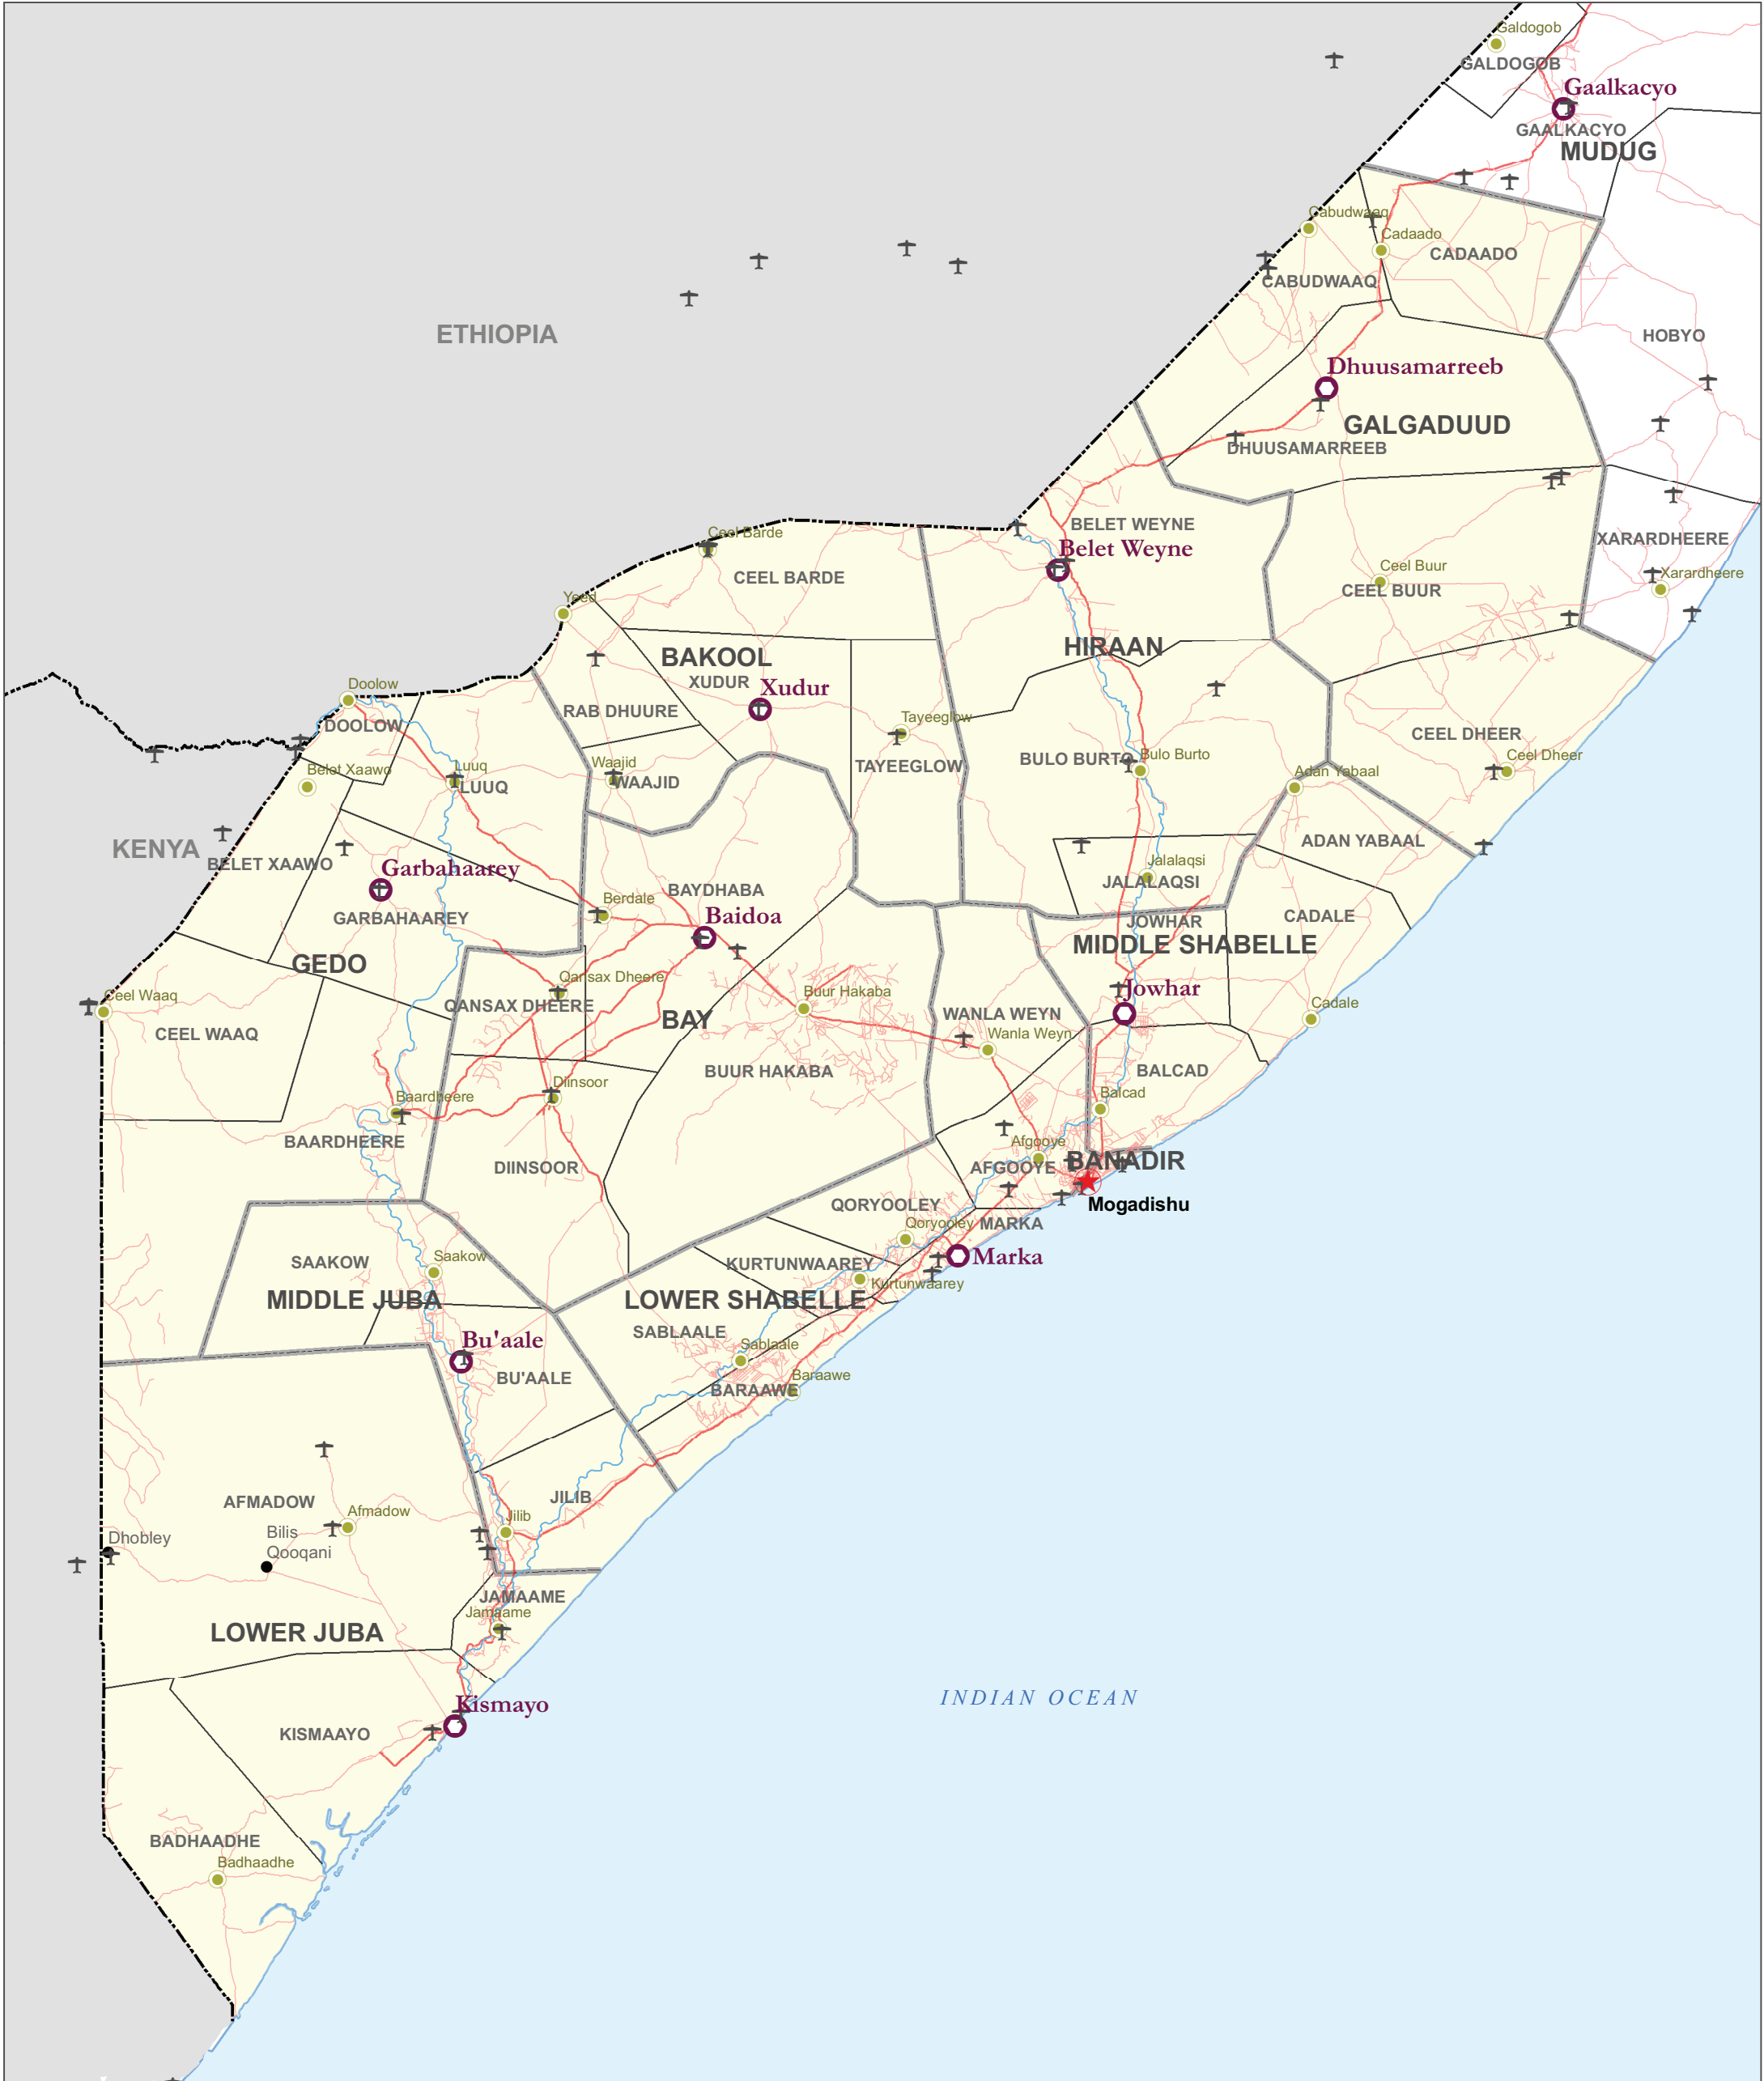 Galdogob
GALDOGOB
Gaalkacyo
GAALKACYO
MUDUG
Cabudwaaq
Cadaado
CADAADO
CABUDWAAQ
ETHIOPIA
HOBYO
Dhuusamarreeb
GALGADUUD
DHUUSAMARREEB
BELET WEYNE
Belet Weyne
Ceel Barde
CEEL BARDE
XARARDHEERE
Xarardheere
Ceel Buur
CEEL BUUR
Yeed
HIRAAN
BAKOOL
XUDUR
Xudur
Doolow
DOOLOW
RAB DHUURE
Tayeeglow
TAYEEGLOW
CEEL DHEER
Ceel Dheer
BULO BURTO
Bulo Burto
Adan Yabaal
ADAN YABAAL
Belet Xaawo
Luuq
LUUQ
Waajid
WAAJID
KENYA
BELET XAAWO
Garbahaarey
GARBAHAAREY
Jalalaqsi
JALALAQSI
BAYDHABA
Berdale
Baidoa
JOWHAR
CADALE
MIDDLE SHABELLE
GEDO
Qansax Dheere
QANSAX DHEERE
Buur Hakaba
Jowhar
Cadale
Ceel Waaq
CEEL WAAQ
BAY
WANLA WEYN
Wanla Weyn
BUUR HAKABA
BALCAD
Balcad
Diinsoor
Baardheere
BAARDHEERE
DIINSOOR
Afgooye
AFGOOYE
BANADIR
Mogadishu
QORYOOLEY
Qoryooley
MARKA
Marka
SAAKOW
Saakow
KURTUNWAAREY
Kurtunwaarey
MIDDLE JUBA
LOWER SHABELLE
SABLAALE
Sablaale
Bu'aale
BU'AALE
BARAAWE
Baraawe
AFMADOW
Afmadow
JILIB
Jilib
Dhobley
Bilis
Qooqani
JAMAAME
Jamaame
LOWER JUBA
INDIAN OCEAN
Kismayo
KISMAAYO
BADHAADHE
Badhaadhe